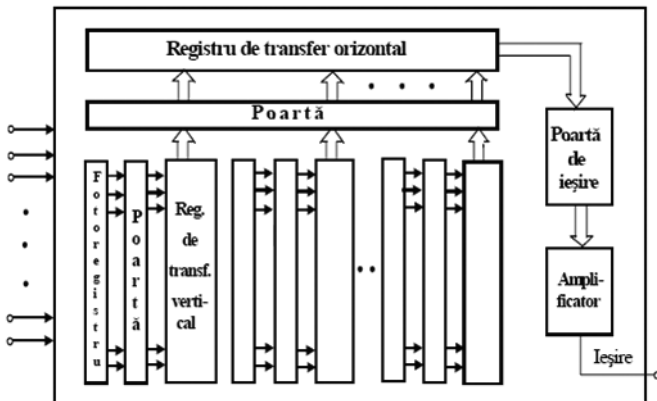 Registru de transfer orizontal
Poartă
Poartă
de
ieșire
Fotoregistru
Poartă
Reg.
de
transf.
verti-
cal
Ampli-
ficator
Ieșire